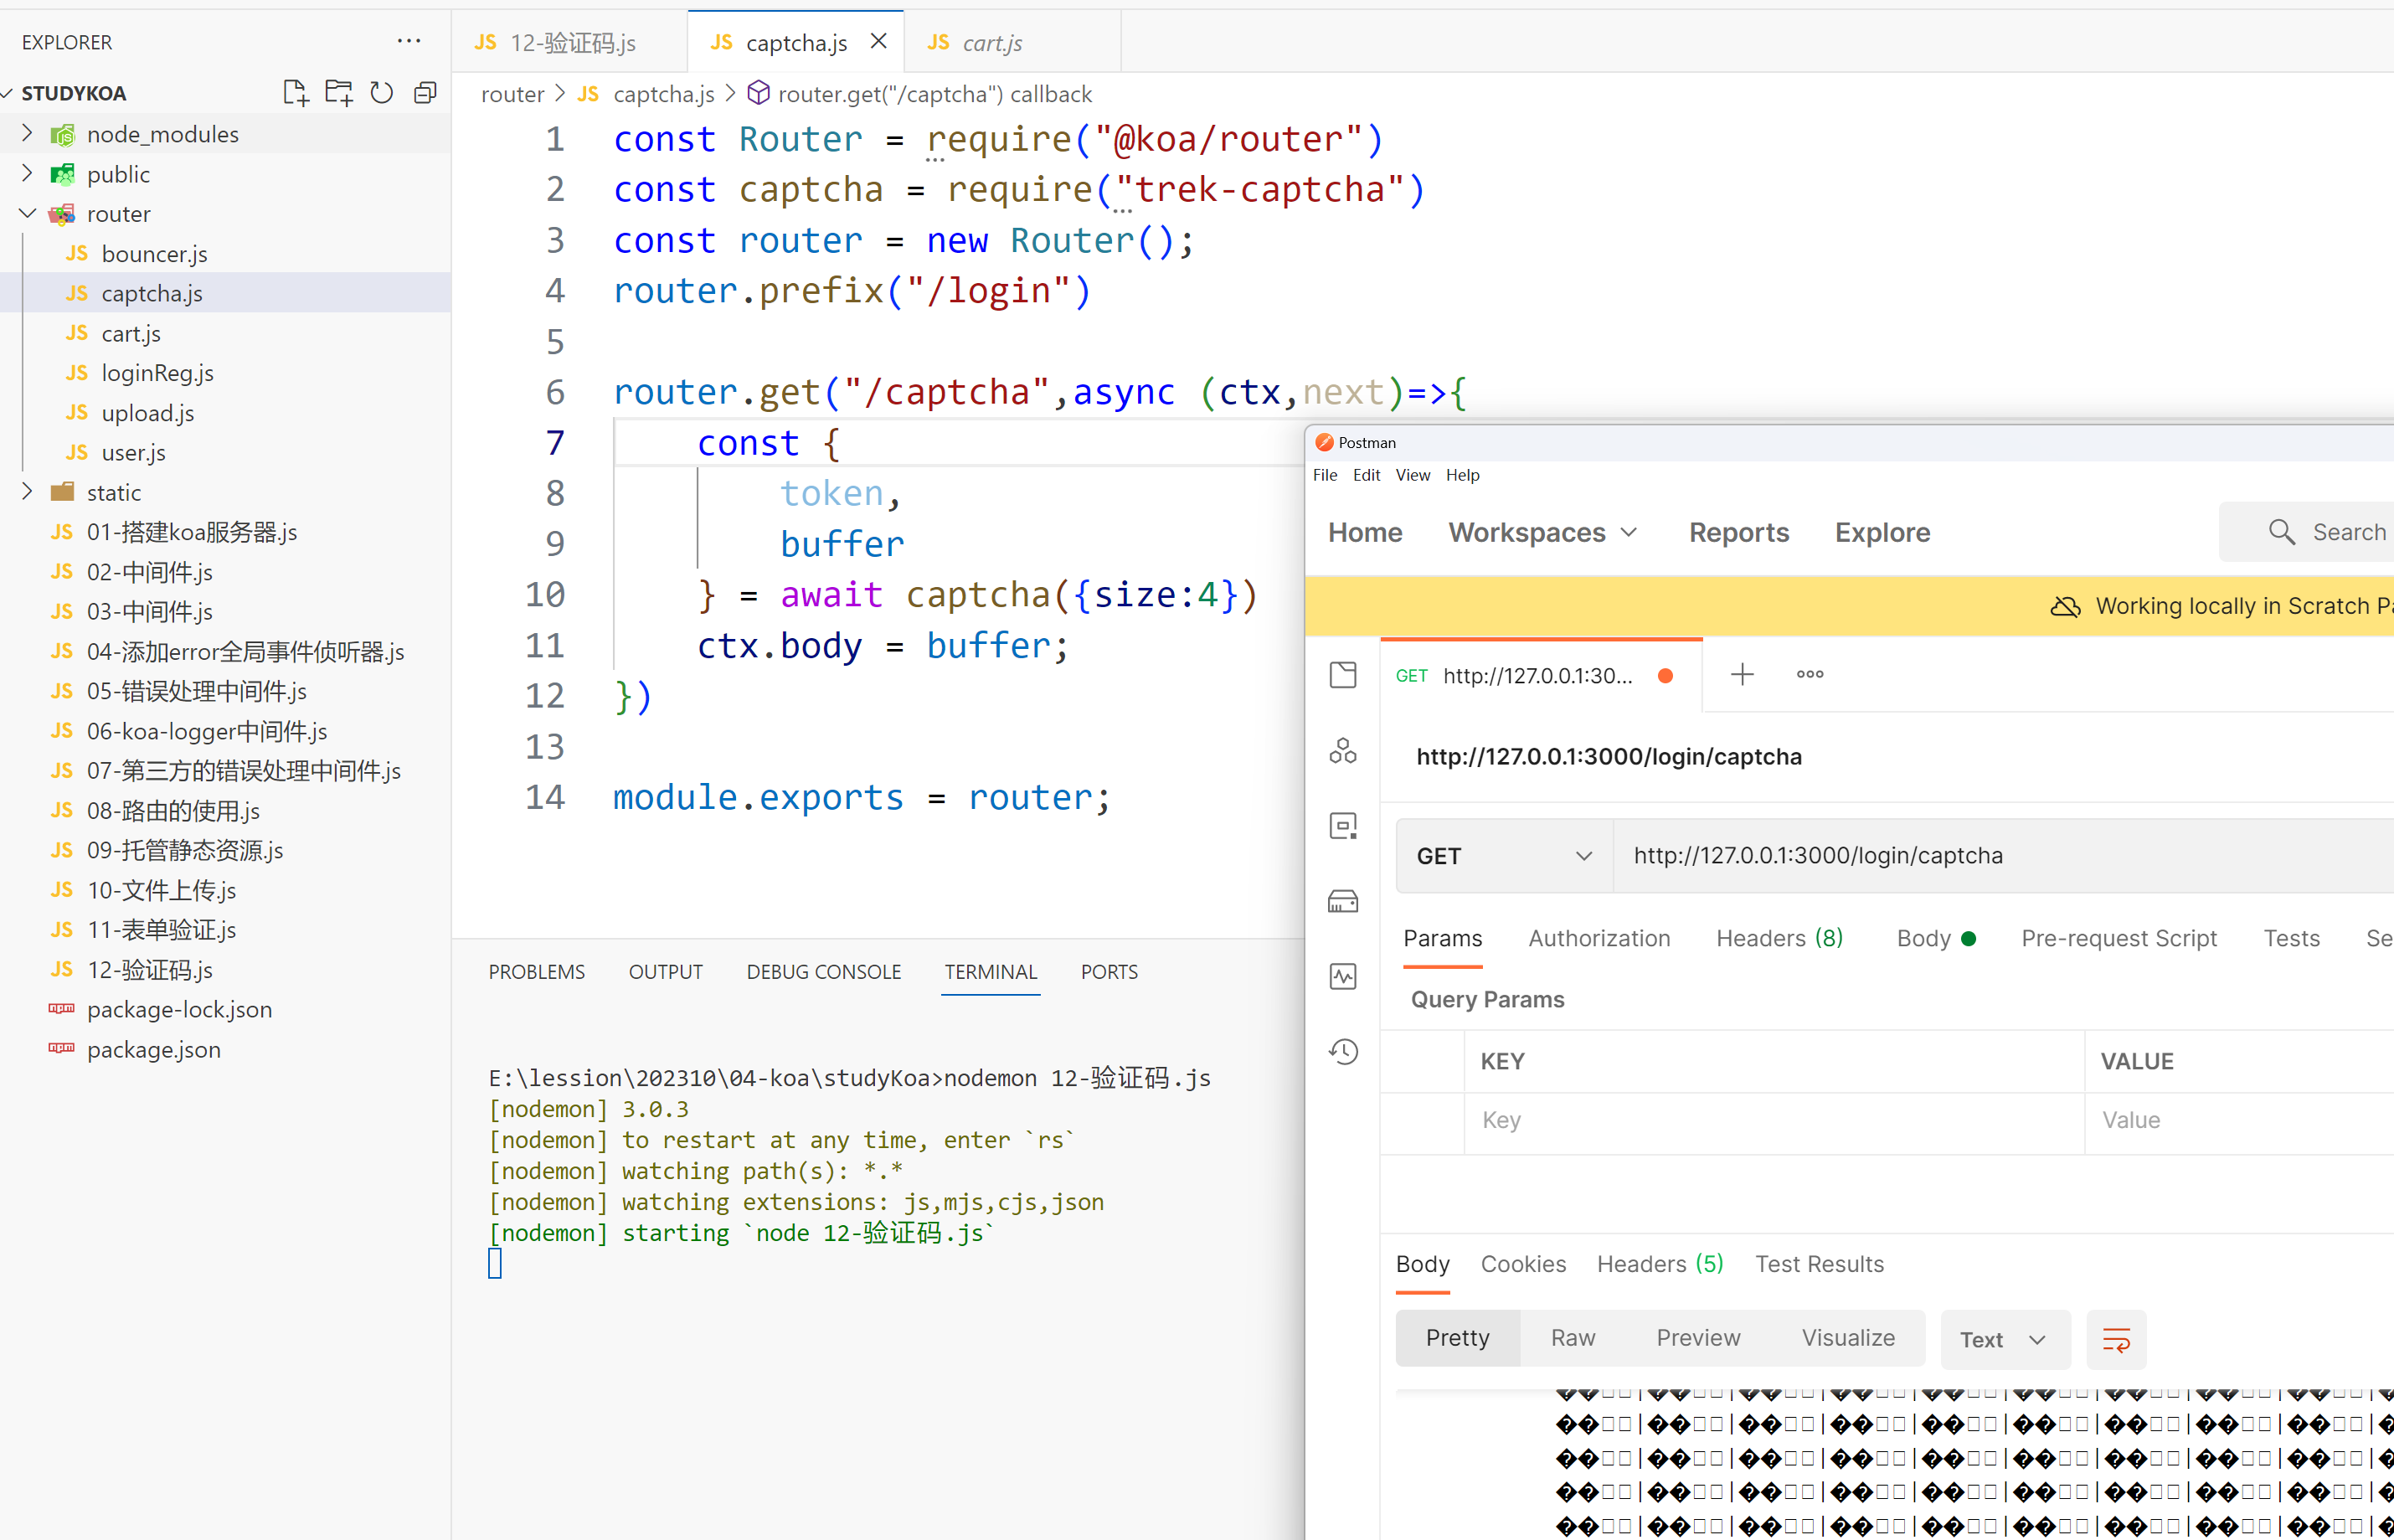 EXPLORER
STUDYKOA
node_modules
public
router
JS bouncer.js
JS captcha.js
JS cart.js
JS loginReg.js
JS upload.js
JS user.js
static
JS 01-搭建koa服务器.js
JS 02-中间件.js
JS 03-中间件.js
JS 04-添加error全局事件侦听器.js
JS 05-错误处理中间件.js
JS 06-koa-logger中间件.js
JS 07-第三方的错误处理中间件.js
JS 08-路由的使用.js
JS 09-托管静态资源.js
JS 10-文件上传.js
JS 11-表单验证.js
JS 12-验证码.js
package-lock.json
package.json
JS 12-验证码.js JS captcha.js JS cart.js
router > JS captcha.js > router.get("/captcha") callback
1 const Router = require("@koa/router")
2 const captcha = require("trek-captcha")
3 const router = new Router();
4 router.prefix("/login")
5
6 router.get("/captcha",async (ctx,next)=>{
7 const {
8 token,
9 buffer
10 } = await captcha({size:4})
11 ctx.body = buffer;
12 })
13
14 module.exports = router;
PROBLEMS OUTPUT DEBUG CONSOLE TERMINAL PORTS
E:\lession\202310\04-koa\studyKoa>nodemon 12-验证码.js
[nodemon] 3.0.3
[nodemon] to restart at any time, enter `rs`
[nodemon] watching path(s): *.*
[nodemon] watching extensions: js,mjs,cjs,json
[nodemon] starting `node 12-验证码.js`
Postman
File Edit View Help
Home Workspaces Reports Explore Search
Working locally in Scratch Pa
GET http://127.0.0.1:30...
http://127.0.0.1:3000/login/captcha
GET http://127.0.0.1:3000/login/captcha
Params Authorization Headers (8) Body Pre-request Script Tests Se
Query Params
KEY VALUE
Key Value
Body Cookies Headers (5) Test Results
Pretty Raw Preview Visualize Text